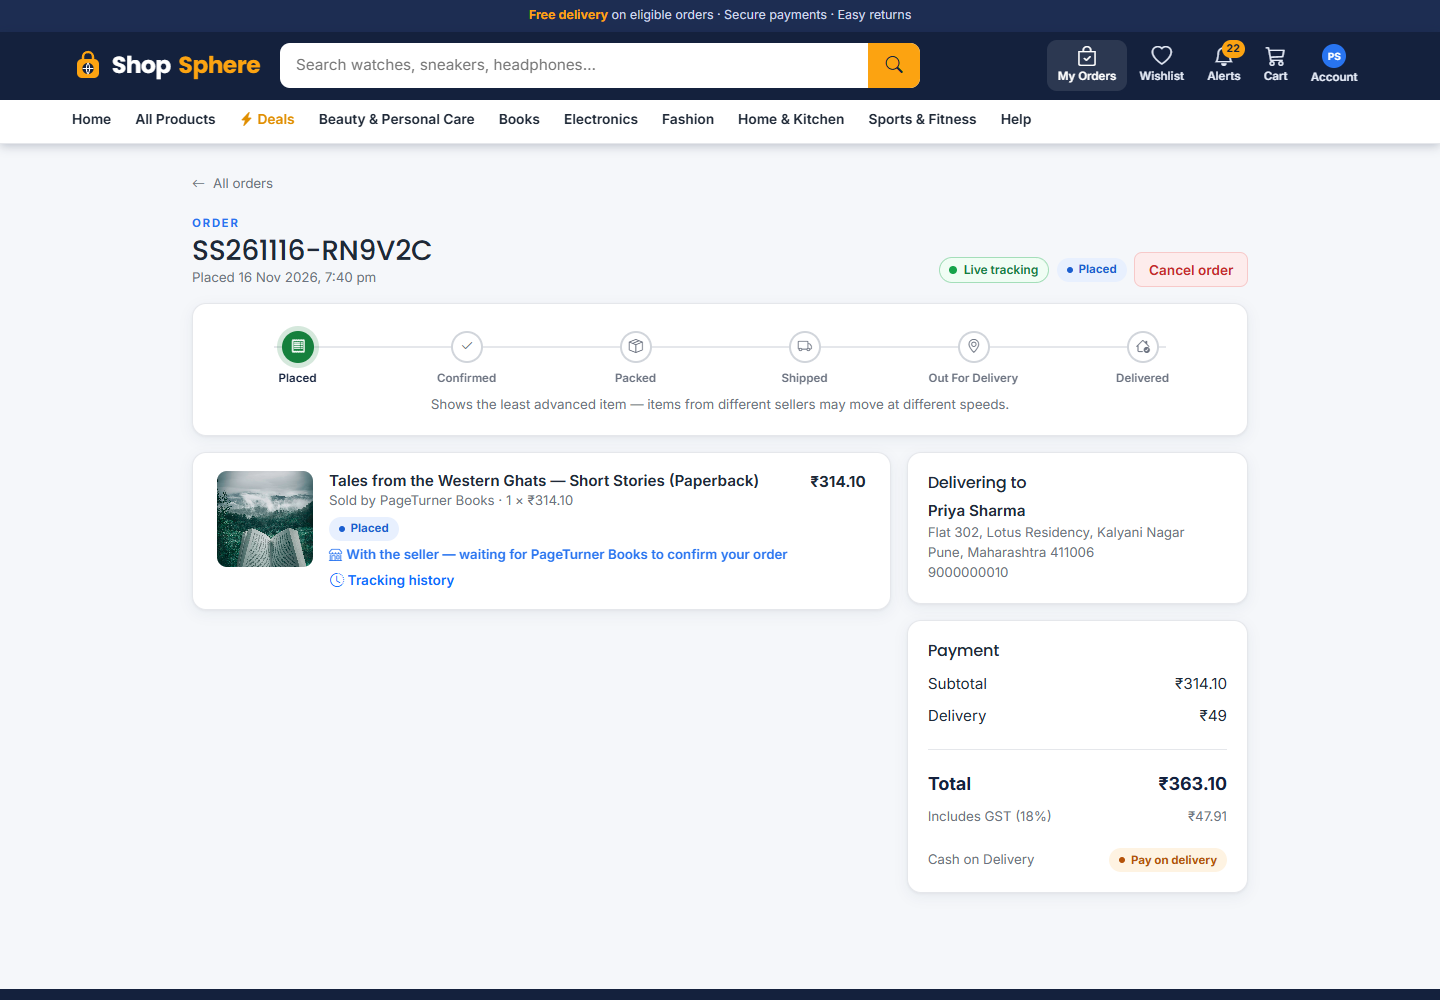 Free delivery on eligible orders · Secure payments · Easy returns
Shop Sphere
Search watches, sneakers, headphones...
My Orders
Wishlist
22
Alerts
Cart
PS
Account
Home
All Products
Deals
Beauty & Personal Care
Books
Electronics
Fashion
Home & Kitchen
Sports & Fitness
Help
← All orders
ORDER
SS261116-RN9V2C
Placed 16 Nov 2026, 7:40 pm
Live tracking
Placed
Cancel order
Placed
Confirmed
Packed
Shipped
Out For Delivery
Delivered
Shows the least advanced item — items from different sellers may move at different speeds.
Tales from the Western Ghats — Short Stories (Paperback)
₹314.10
Sold by PageTurner Books · 1 × ₹314.10
Placed
With the seller — waiting for PageTurner Books to confirm your order
Tracking history
Delivering to
Priya Sharma
Flat 302, Lotus Residency, Kalyani Nagar
Pune, Maharashtra 411006
9000000010
Payment
Subtotal ₹314.10
Delivery ₹49
Total ₹363.10
Includes GST (18%) ₹47.91
Cash on Delivery Pay on delivery